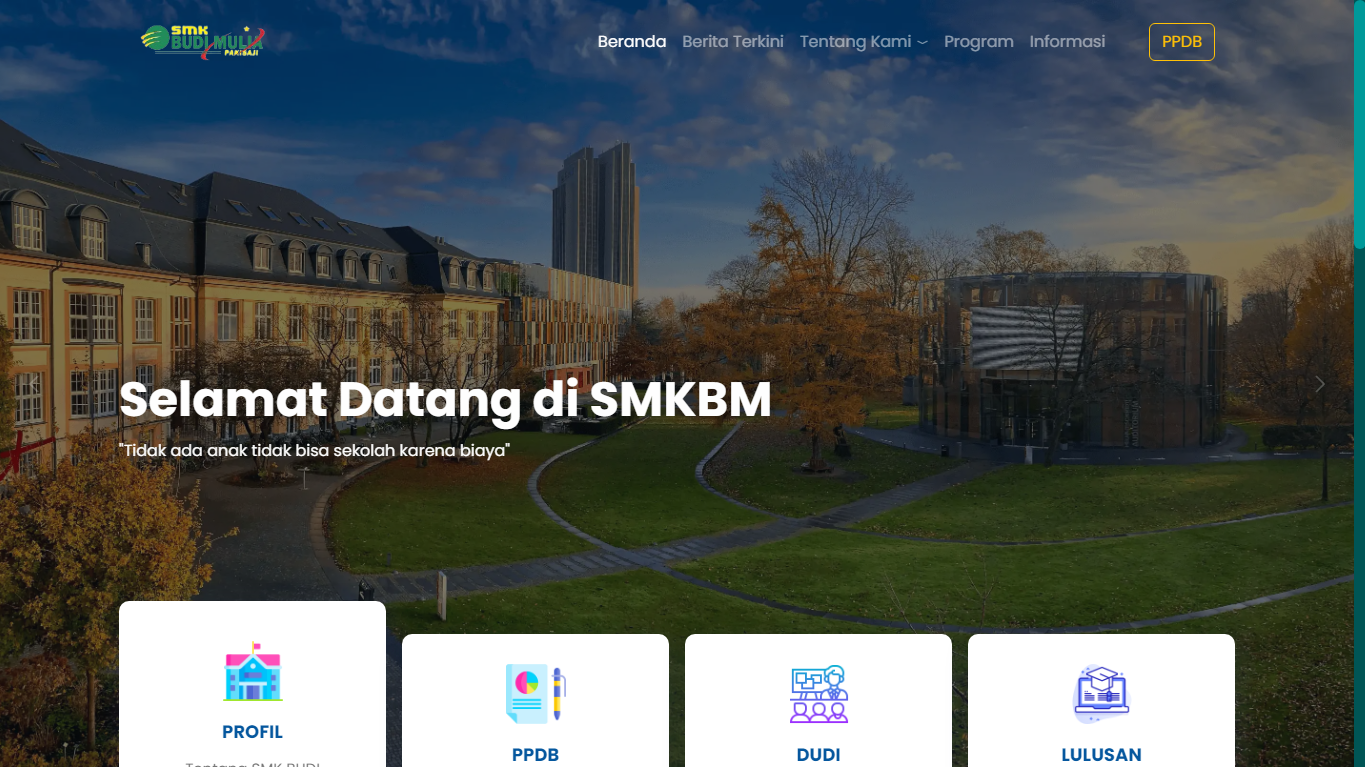 SMK
BUDI MULIA
PAKISAJI
Beranda Berita Terkini Tentang Kami Program Informasi PPDB
Selamat Datang di SMKBM
"Tidak ada anak tidak bisa sekolah karena biaya"
PROFIL
PPDB
DUDI
LULUSAN
Tentang SMK BUDI